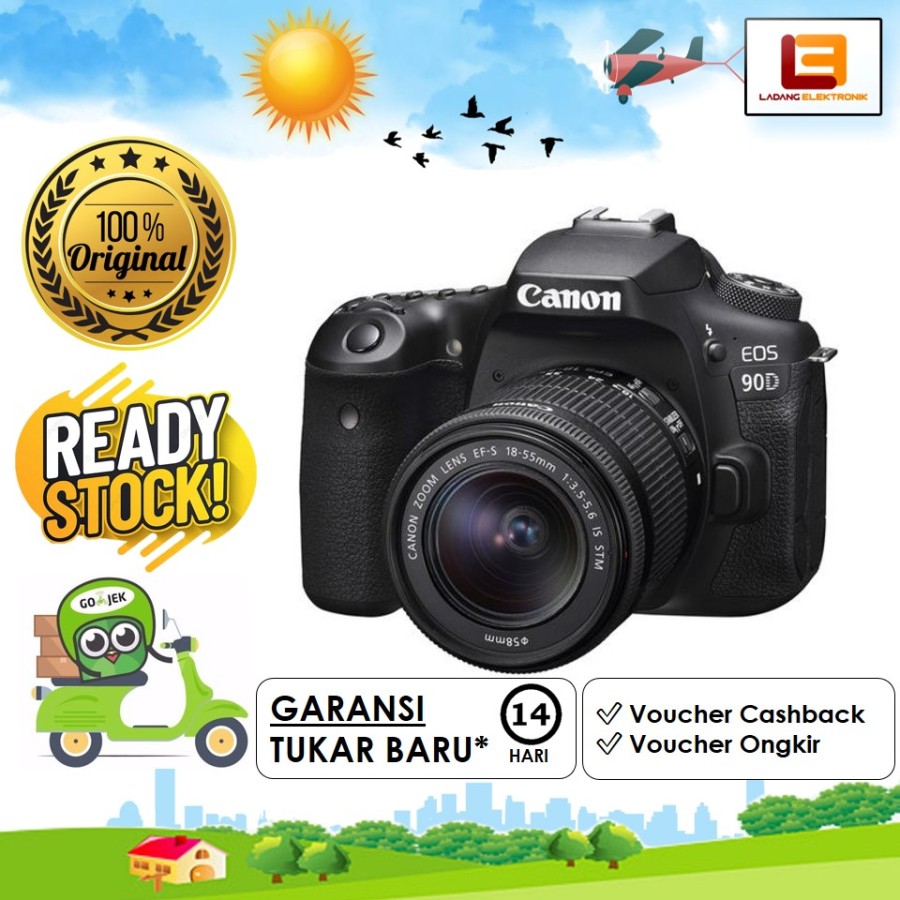 LADANG ELEKTRONIK
100%
Original
READY
STOCK!
GOJEK
Canon
EOS
90D
Canon
CANON ZOOM LENS EF-S 18-55mm 1:3.5-5.6 IS STM
φ58mm
GARANSI
TUKAR BARU*
14
HARI
Voucher Cashback
Voucher Ongkir